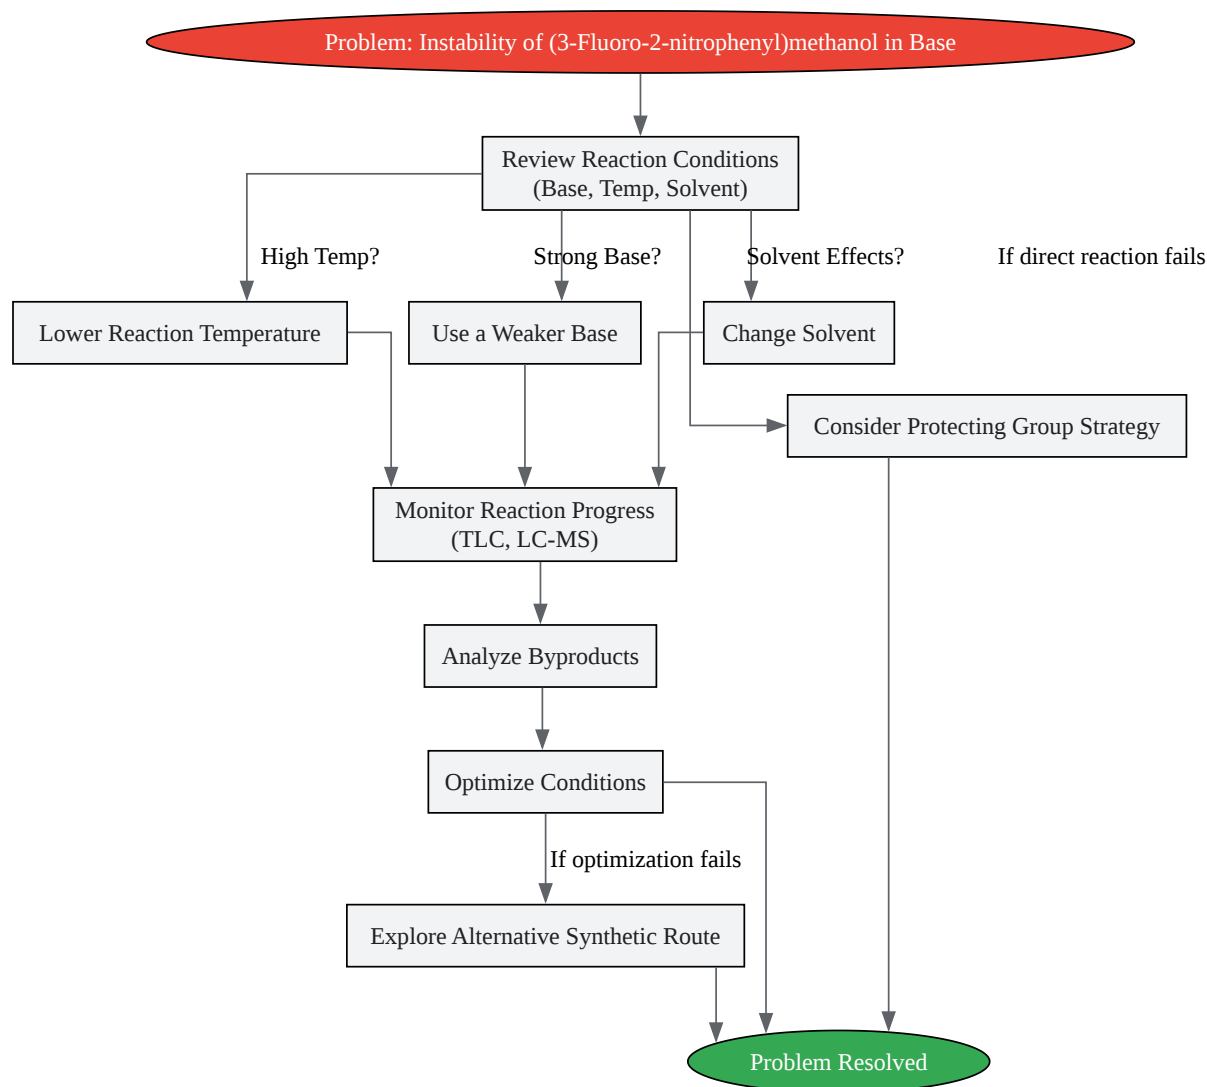 Problem: Instability of (3-Fluoro-2-nitrophenyl)methanol in Base
Review Reaction Conditions
(Base, Temp, Solvent)
High Temp?
Strong Base?
Solvent Effects?
If direct reaction fails
Lower Reaction Temperature
Use a Weaker Base
Change Solvent
Consider Protecting Group Strategy
Monitor Reaction Progress
(TLC, LC-MS)
Analyze Byproducts
Optimize Conditions
If optimization fails
Explore Alternative Synthetic Route
Problem Resolved